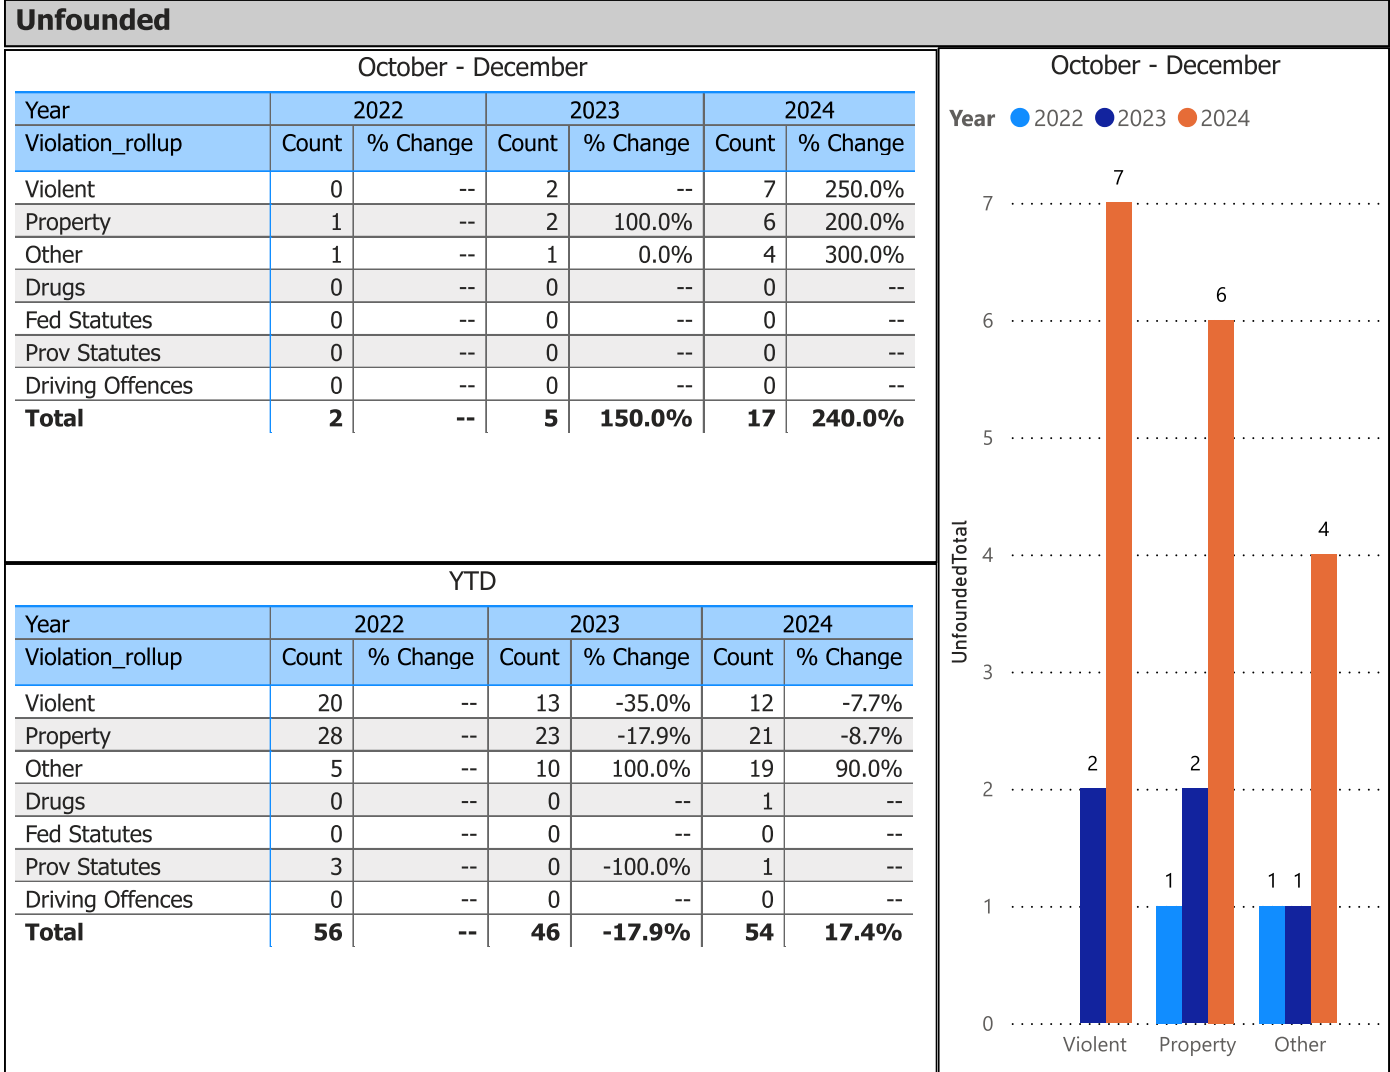 Unfounded
October - December
Year 2022 2023 2024
Violation_rollup Count % Change Count % Change Count % Change
Violent 0 -- 2 -- 7 250.0%
Property 1 -- 2 100.0% 6 200.0%
Other 1 -- 1 0.0% 4 300.0%
Drugs 0 -- 0 -- 0 --
Fed Statutes 0 -- 0 -- 0 --
Prov Statutes 0 -- 0 -- 0 --
Driving Offences 0 -- 0 -- 0 --
Total 2 -- 5 150.0% 17 240.0%
YTD
Year 2022 2023 2024
Violation_rollup Count % Change Count % Change Count % Change
Violent 20 -- 13 -35.0% 12 -7.7%
Property 28 -- 23 -17.9% 21 -8.7%
Other 5 -- 10 100.0% 19 90.0%
Drugs 0 -- 0 -- 1 --
Fed Statutes 0 -- 0 -- 0 --
Prov Statutes 3 -- 0 -100.0% 1 --
Driving Offences 0 -- 0 -- 0 --
Total 56 -- 46 -17.9% 54 17.4%
October - December
Year 2022 2023 2024
UnfoundedTotal
7
7
6
6
5
4
4
3
2 2
2
1 1 1
1
0
Violent Property Other